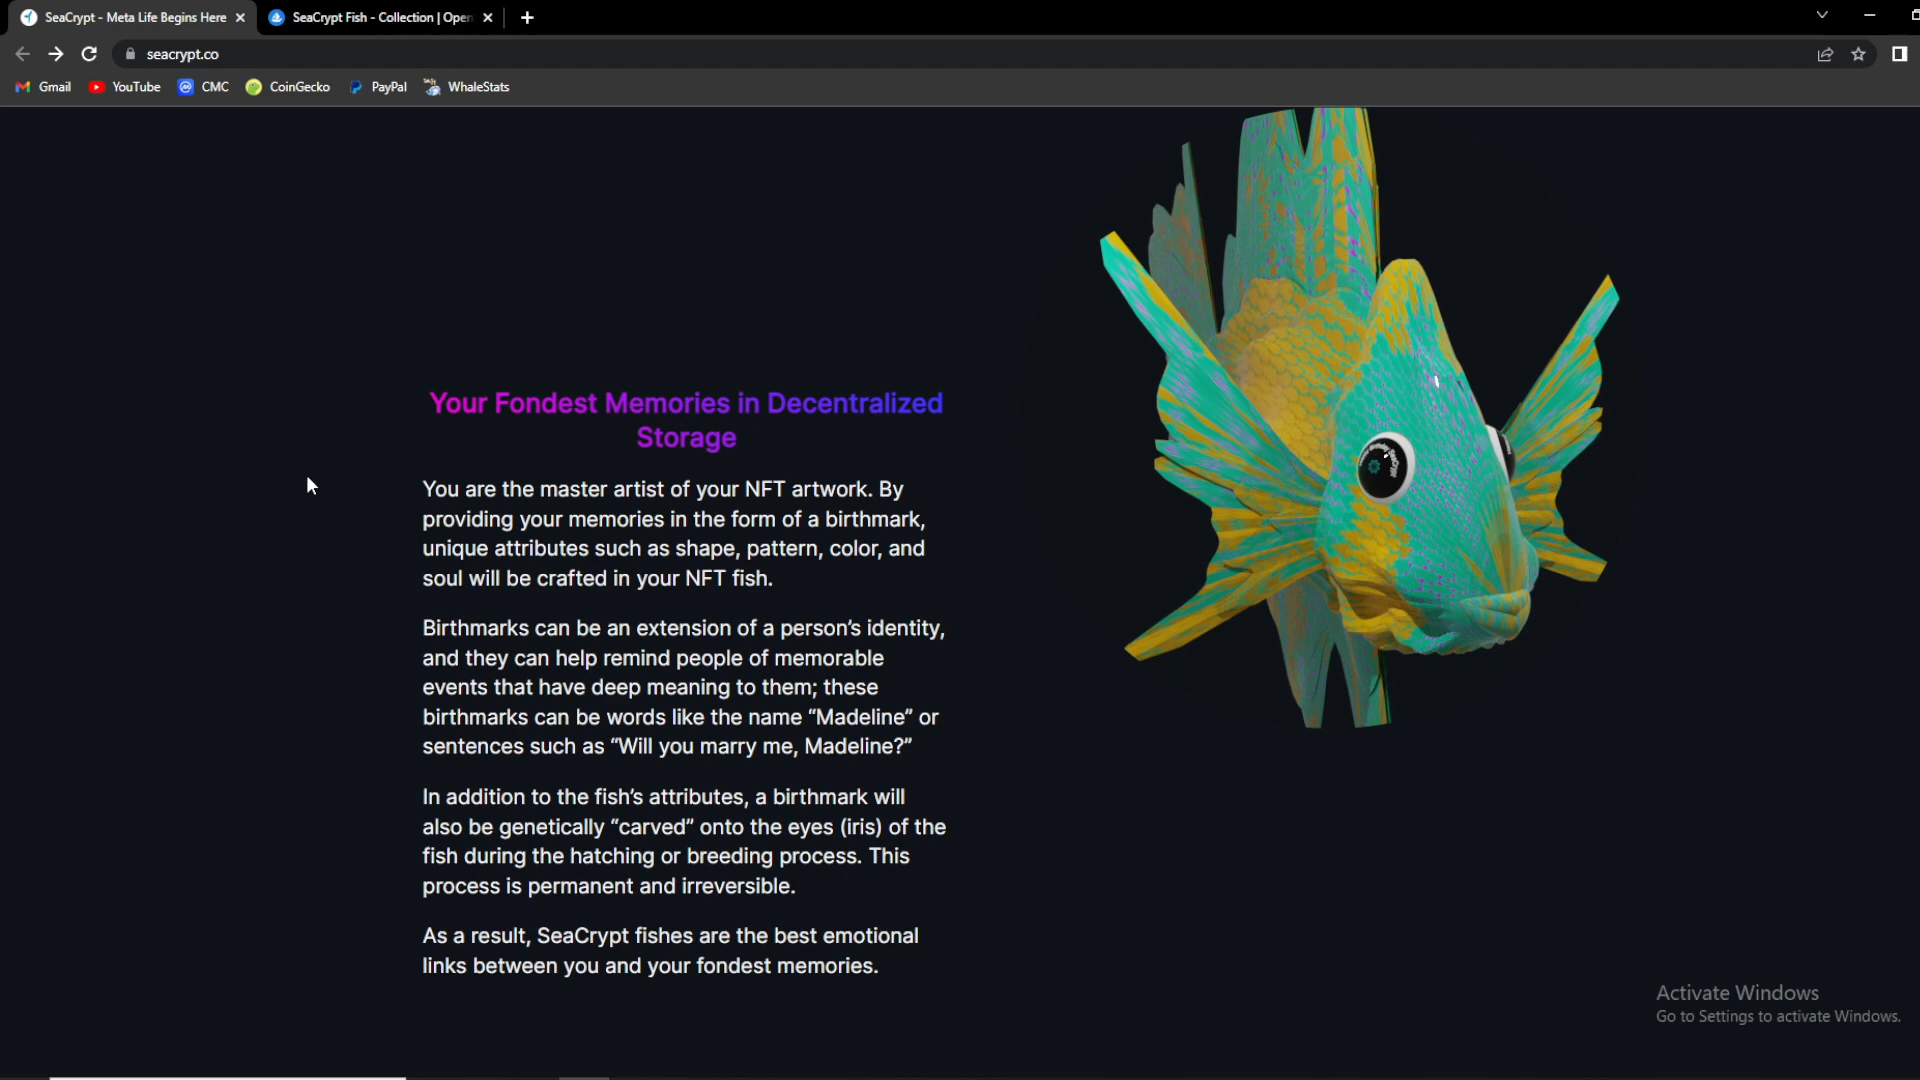 SeaCrypt - Meta Life Begins Here
SeaCrypt Fish - Collection | Open
seacrypt.co
Gmail
YouTube
CMC
CoinGecko
PayPal
WhaleStats
Your Fondest Memories in Decentralized
Storage
You are the master artist of your NFT artwork. By
providing your memories in the form of a birthmark,
unique attributes such as shape, pattern, color, and
soul will be crafted in your NFT fish.
Birthmarks can be an extension of a person's identity,
and they can help remind people of memorable
events that have deep meaning to them; these
birthmarks can be words like the name “Madeline” or
sentences such as “Will you marry me, Madeline?”
In addition to the fish's attributes, a birthmark will
also be genetically “carved” onto the eyes (iris) of the
fish during the hatching or breeding process. This
process is permanent and irreversible.
As a result, SeaCrypt fishes are the best emotional
links between you and your fondest memories.
SeaCrypt
Activate Windows
Go to Settings to activate Windows.